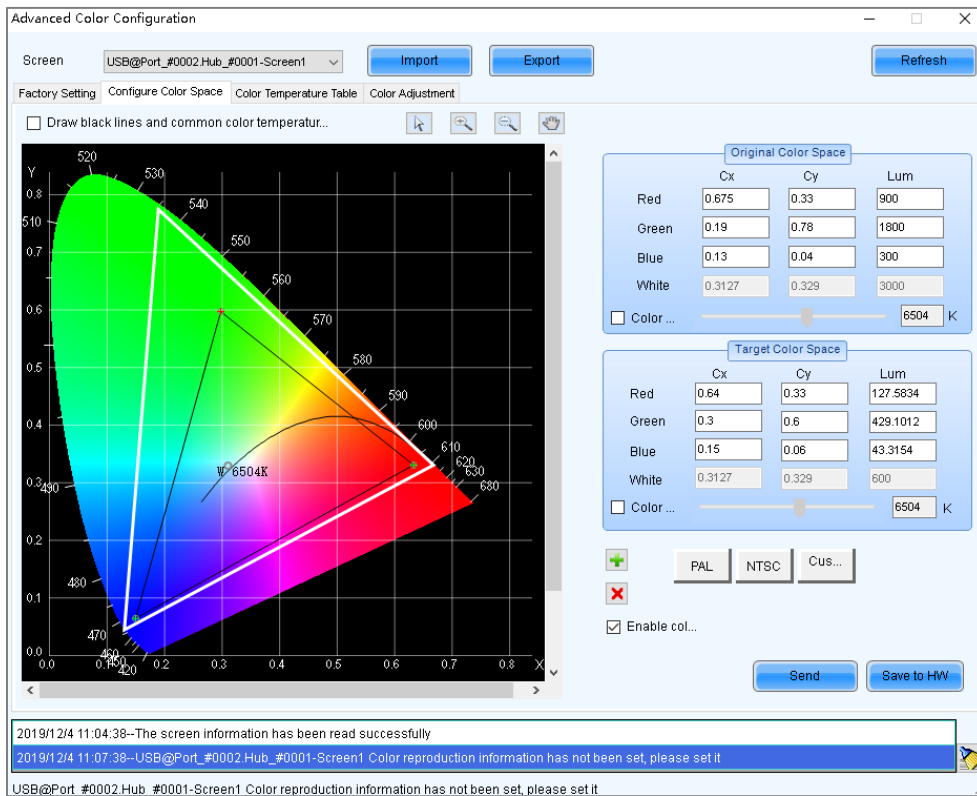 Advanced Color Configuration
Screen USB@Port_#0002.Hub_#0001-Screen1 Import Export Refresh
Factory Setting Configure Color Space Color Temperature Table Color Adjustment
Draw black lines and common color temperatur...
Original Color Space
Cx Cy Lum
Red 0.675 0.33 900
Green 0.19 0.78 1800
Blue 0.13 0.04 300
White 0.3127 0.329 3000
Color ... 6504 K
Target Color Space
Cx Cy Lum
Red 0.64 0.33 127.5834
Green 0.3 0.6 429.1012
Blue 0.15 0.06 43.3154
White 0.3127 0.329 600
Color ... 6504 K
PAL NTSC Cus...
Enable col...
Send Save to HW
Y
0.8
0.7
0.6
0.5
0.4
0.3
0.2
0.1
0.0
0.0 0.1 0.2 0.3 0.4 0.5 0.6 0.7 0.8 X
520
530
540
510
550
560
570
580
590
600
610
620
630
680
490
480
470
460
450
420
W 6504K
2019/12/4 11:04:38--The screen information has been read successfully
2019/12/4 11:07:38--USB@Port_#0002.Hub_#0001-Screen1 Color reproduction information has not been set, please set it
USB@Port_#0002.Hub_#0001-Screen1 Color reproduction information has not been set, please set it